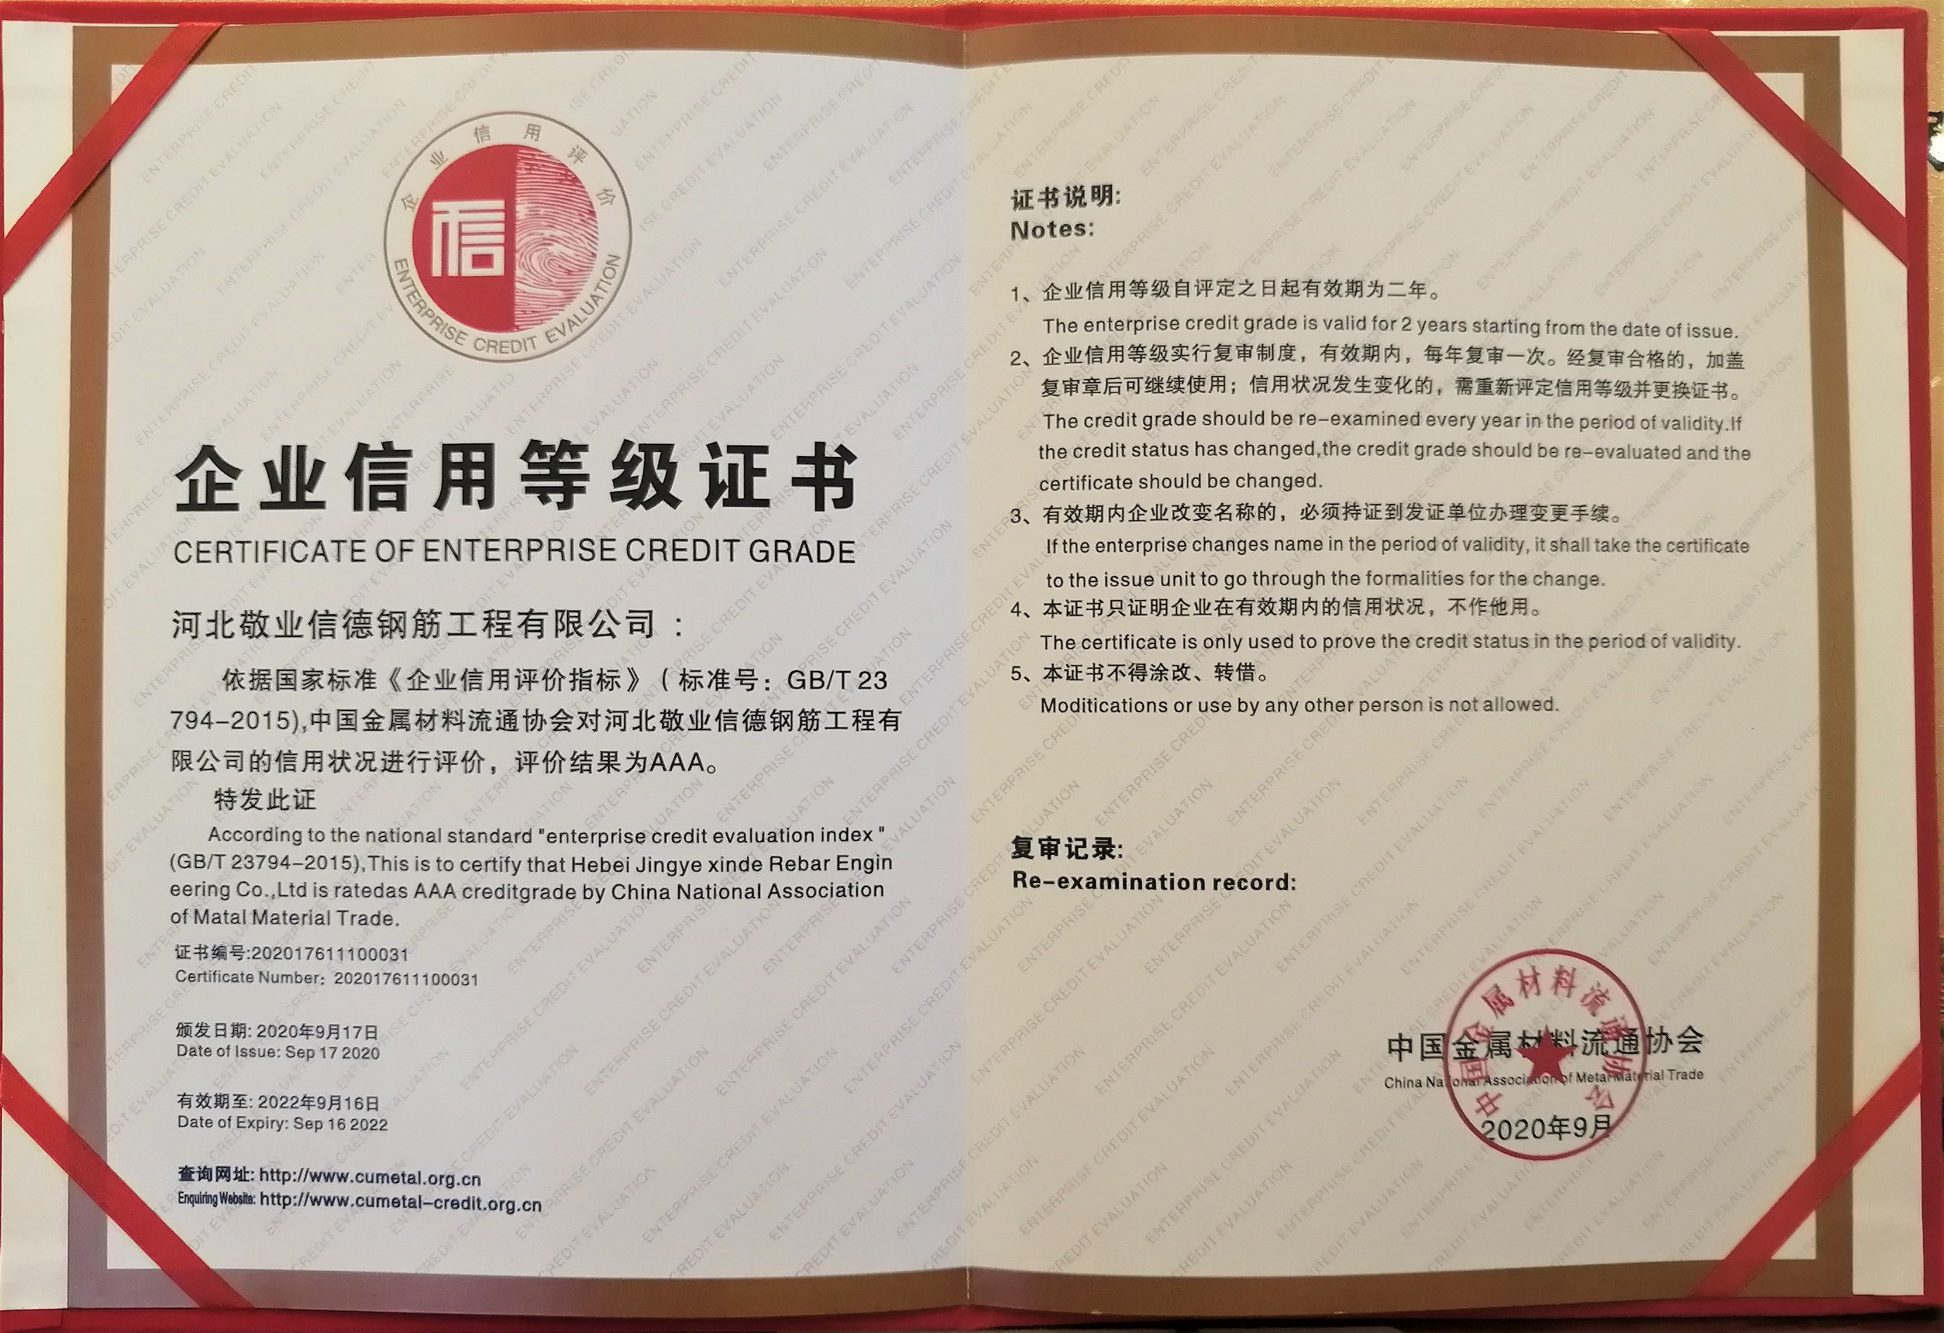 企业信用评价
信
ENTERPRISE CREDIT EVALUATION
企业信用等级证书
CERTIFICATE OF ENTERPRISE CREDIT GRADE
河北敬业信德钢筋工程有限公司：
依据国家标准《企业信用评价指标》（标准号：GB/T 23
794-2015),中国金属材料流通协会对河北敬业信德钢筋工程有
限公司的信用状况进行评价，评价结果为AAA。
特发此证
According to the national standard "enterprise credit evaluation index "
(GB/T 23794-2015),This is to certify that Hebei Jingye xinde Rebar Engin
eering Co.,Ltd is ratedas AAA creditgrade by China National Association
of Matal Material Trade.
证书编号:202017611100031
Certificate Number: 202017611100031
颁发日期: 2020年9月17日
Date of Issue: Sep 17 2020
有效期至: 2022年9月16日
Date of Expiry: Sep 16 2022
查询网址: http://www.cumetal.org.cn
Enquiring Website: http://www.cumetal-credit.org.cn
证书说明:
Notes:
1、企业信用等级自评定之日起有效期为二年。
The enterprise credit grade is valid for 2 years starting from the date of issue.
2、企业信用等级实行复审制度，有效期内，每年复审一次。经复审合格的，加盖
复审章后可继续使用；信用状况发生变化的，需重新评定信用等级并更换证书。
The credit grade should be re-examined every year in the period of validity.If
the credit status has changed,the credit grade should be re-evaluated and the
certificate should be changed.
3、有效期内企业改变名称的，必须持证到发证单位办理变更手续。
If the enterprise changes name in the period of validity, it shall take the certificate
to the issue unit to go through the formalities for the change.
4、本证书只证明企业在有效期内的信用状况，不作他用。
The certificate is only used to prove the credit status in the period of validity.
5、本证书不得涂改、转借。
Moditications or use by any other person is not allowed.
复审记录:
Re-examination record:
中国金属材料流通协会
China National Association of Metal Material Trade
2020年9月
中国金属材料流通协会